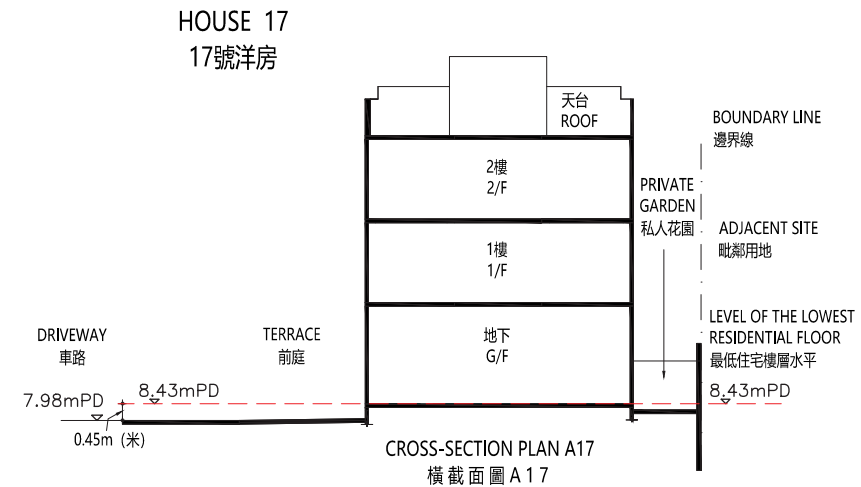 HOUSE 17
17號洋房
天台
ROOF
BOUNDARY LINE
邊界線
2樓
2/F
PRIVATE
GARDEN
私人花園
1樓
1/F
ADJACENT SITE
毗鄰用地
DRIVEWAY
車路
TERRACE
前庭
地下
G/F
LEVEL OF THE LOWEST
RESIDENTIAL FLOOR
最低住宅樓層水平
7.98mPD
8.43mPD
8.43mPD
0.45m (米)
CROSS-SECTION PLAN A17
橫截面圖A17